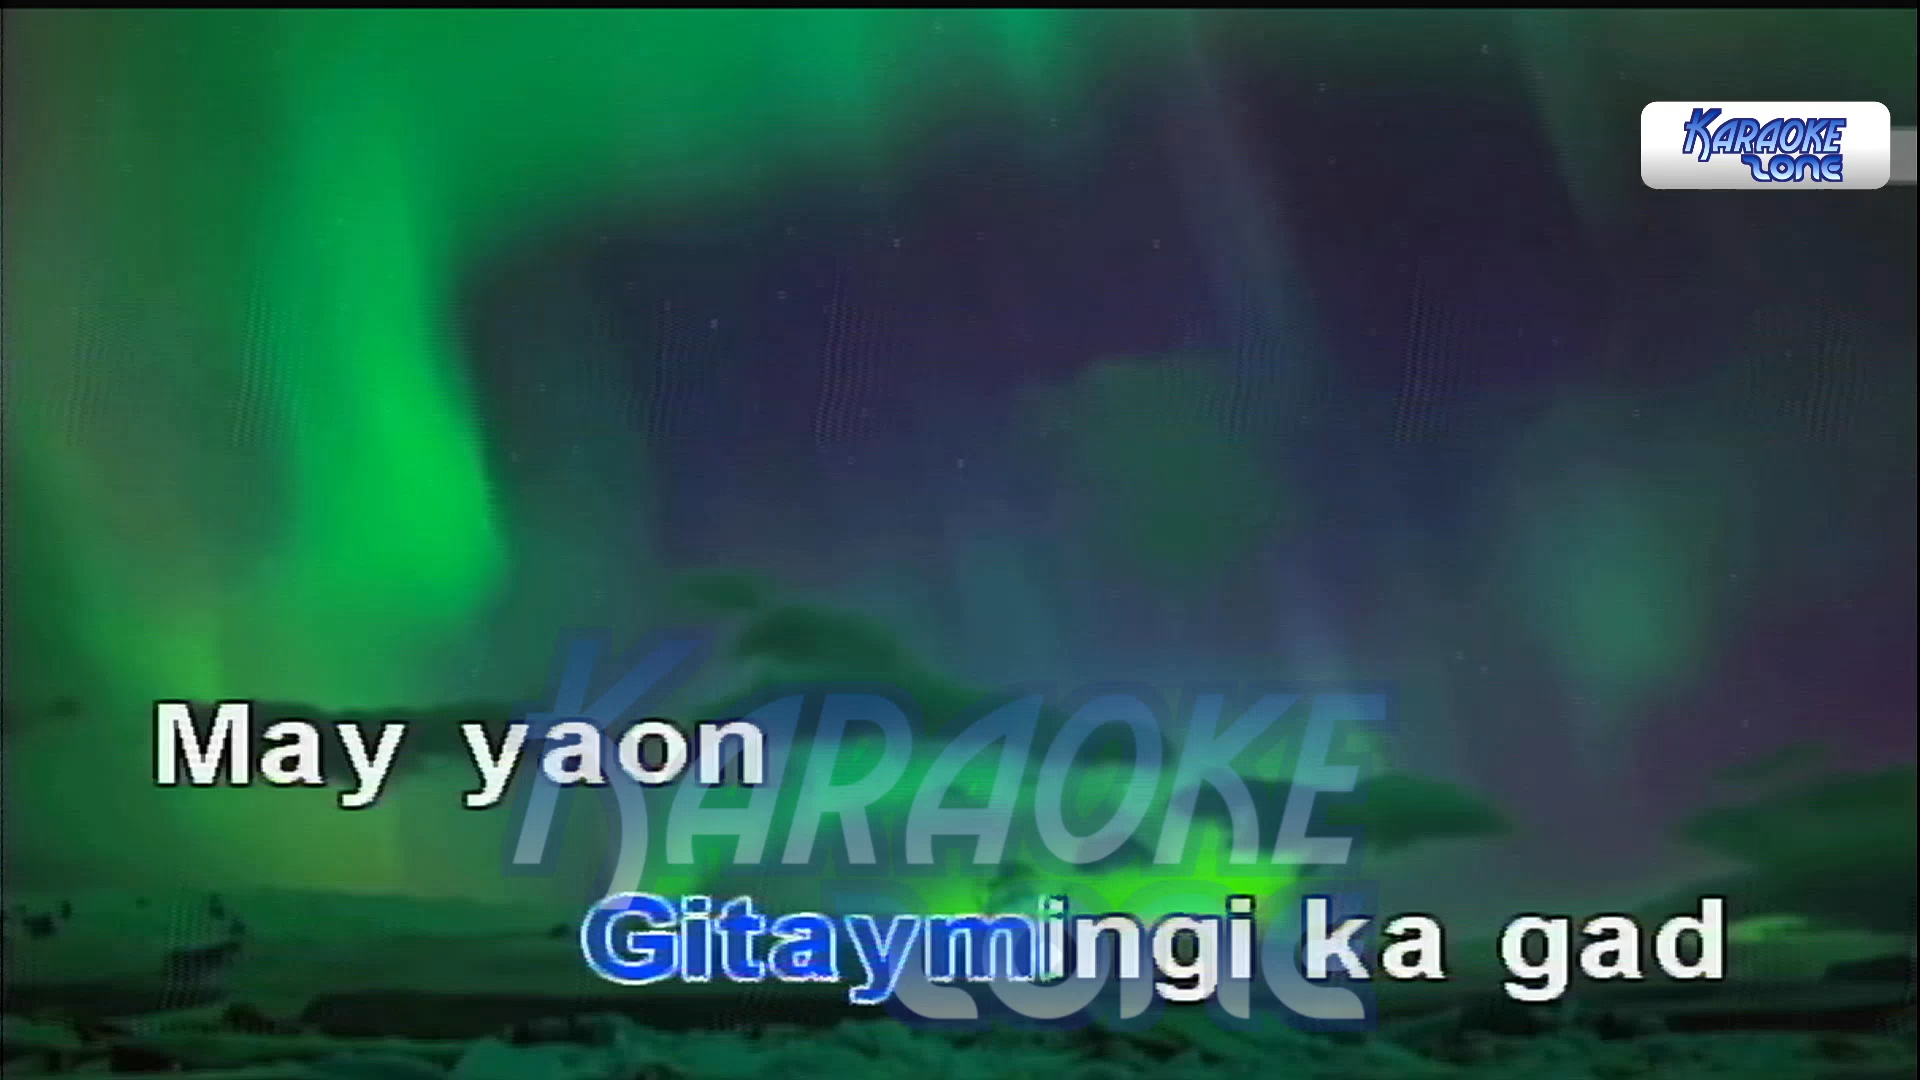 KARAOKE
ZONE
May yaon
KARAOKE
ZONE
Gitaymingi ka gad